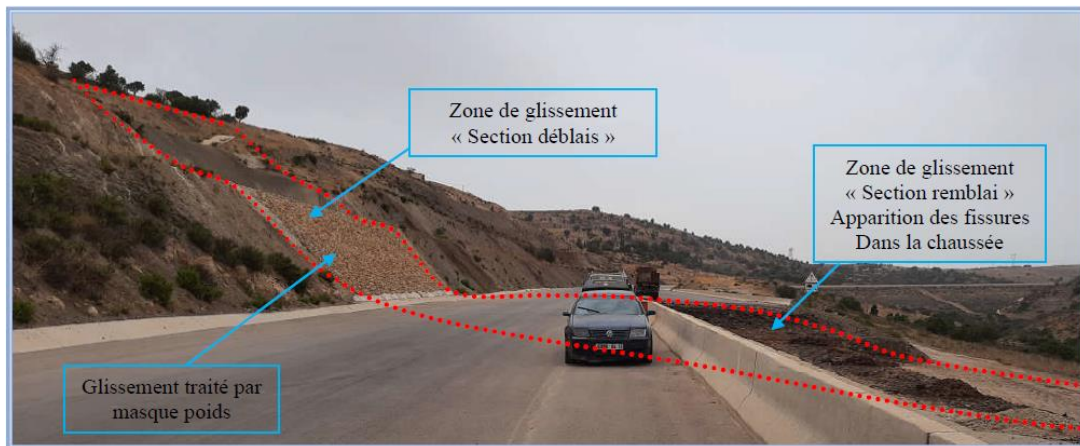 Zone de glissement
« Section déblais »
Zone de glissement
« Section remblai »
Apparition des fissures
Dans la chaussée
Glissement traité par
masque poids